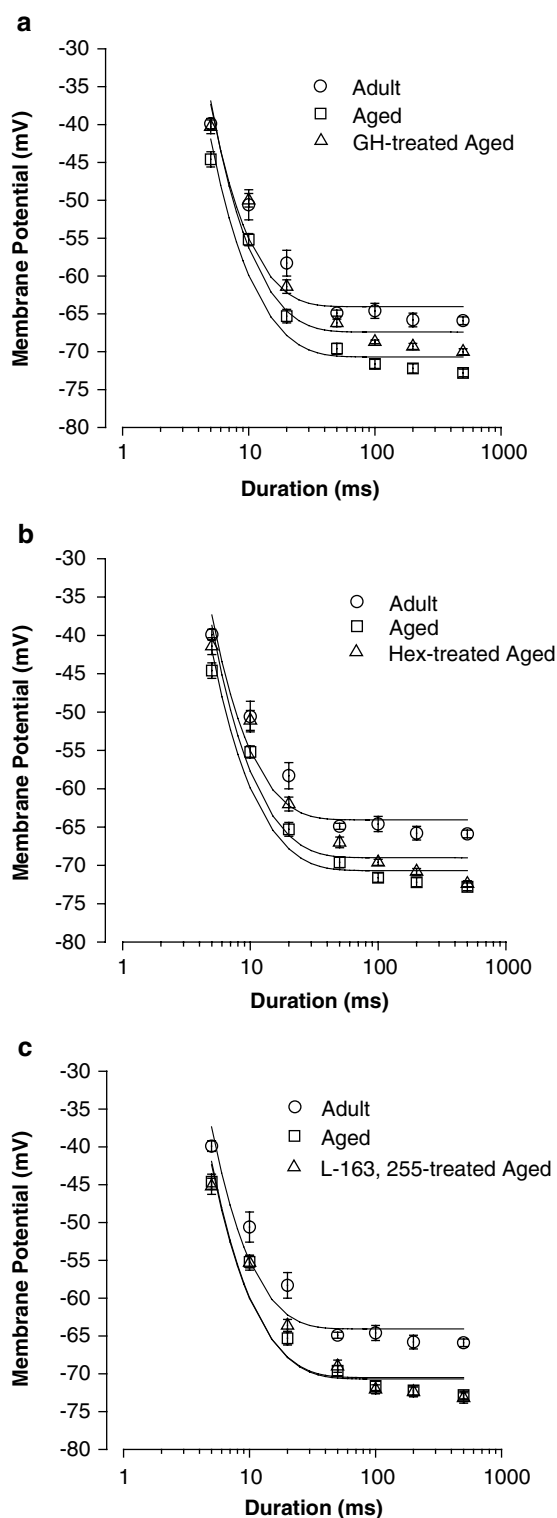 a
-30
-35
-40
-45
-50
-55
-60
-65
-70
-75
-80
Membrane Potential (mV)
Adult
Aged
GH-treated Aged
1 10 100 1000
Duration (ms)
b
-30
-35
-40
-45
-50
-55
-60
-65
-70
-75
-80
Membrane Potential (mV)
Adult
Aged
Hex-treated Aged
1 10 100 1000
Duration (ms)
c
-30
-35
-40
-45
-50
-55
-60
-65
-70
-75
-80
Membrane Potential (mV)
Adult
Aged
L-163, 255-treated Aged
1 10 100 1000
Duration (ms)